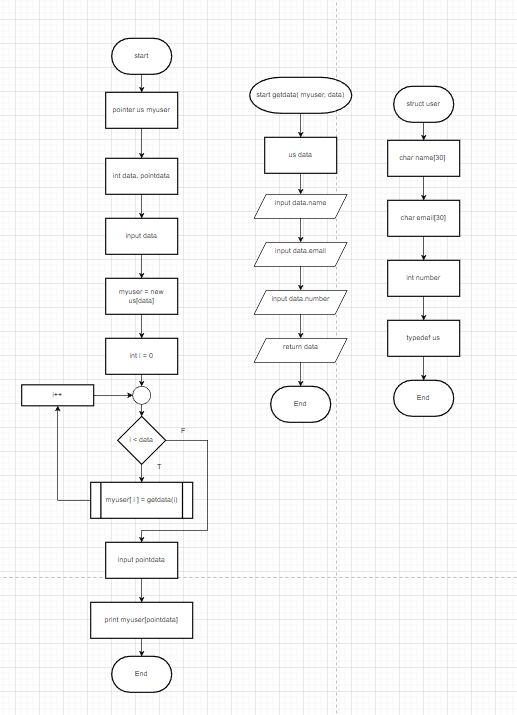 start
pointer us myuser
int data, pointdata
input data
myuser = new
us[data]
int i = 0
i++
i < data
F
T
myuser[ i ] = getdata(i)
input pointdata
print myuser[pointdata]
End
start getdata( myuser, data)
us data
input data.name
input data.email
input data.number
return data
End
struct user
char name[30]
char email[30]
int number
typedef us
End